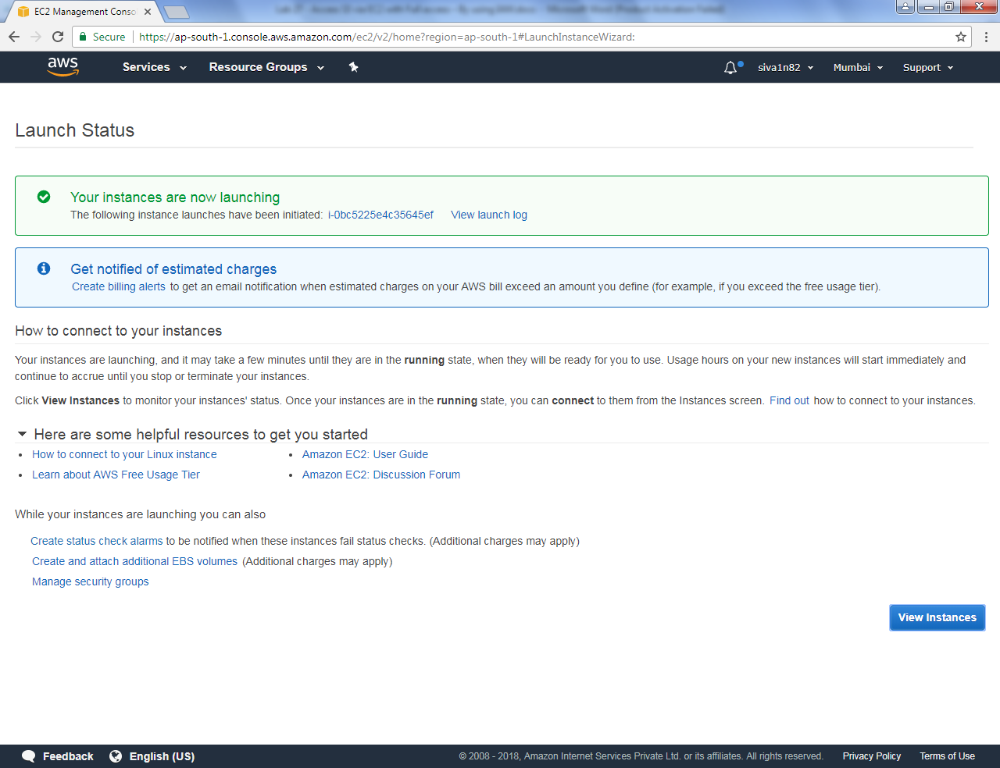 EC2 Management Conso
Secure https://ap-south-1.console.aws.amazon.com/ec2/v2/home?region=ap-south-1#LaunchInstanceWizard:
aws Services Resource Groups siva1n82 Mumbai Support
Launch Status
Your instances are now launching
The following instance launches have been initiated: i-0bc5225e4c35645ef View launch log
Get notified of estimated charges
Create billing alerts to get an email notification when estimated charges on your AWS bill exceed an amount you define (for example, if you exceed the free usage tier).
How to connect to your instances
Your instances are launching, and it may take a few minutes until they are in the running state, when they will be ready for you to use. Usage hours on your new instances will start immediately and
continue to accrue until you stop or terminate your instances.
Click View Instances to monitor your instances' status. Once your instances are in the running state, you can connect to them from the Instances screen. Find out how to connect to your instances.
Here are some helpful resources to get you started
• How to connect to your Linux instance • Amazon EC2: User Guide
• Learn about AWS Free Usage Tier • Amazon EC2: Discussion Forum
While your instances are launching you can also
Create status check alarms to be notified when these instances fail status checks. (Additional charges may apply)
Create and attach additional EBS volumes (Additional charges may apply)
Manage security groups
View Instances
Feedback English (US) © 2008 - 2018, Amazon Internet Services Private Ltd. or its affiliates. All rights reserved. Privacy Policy Terms of Use